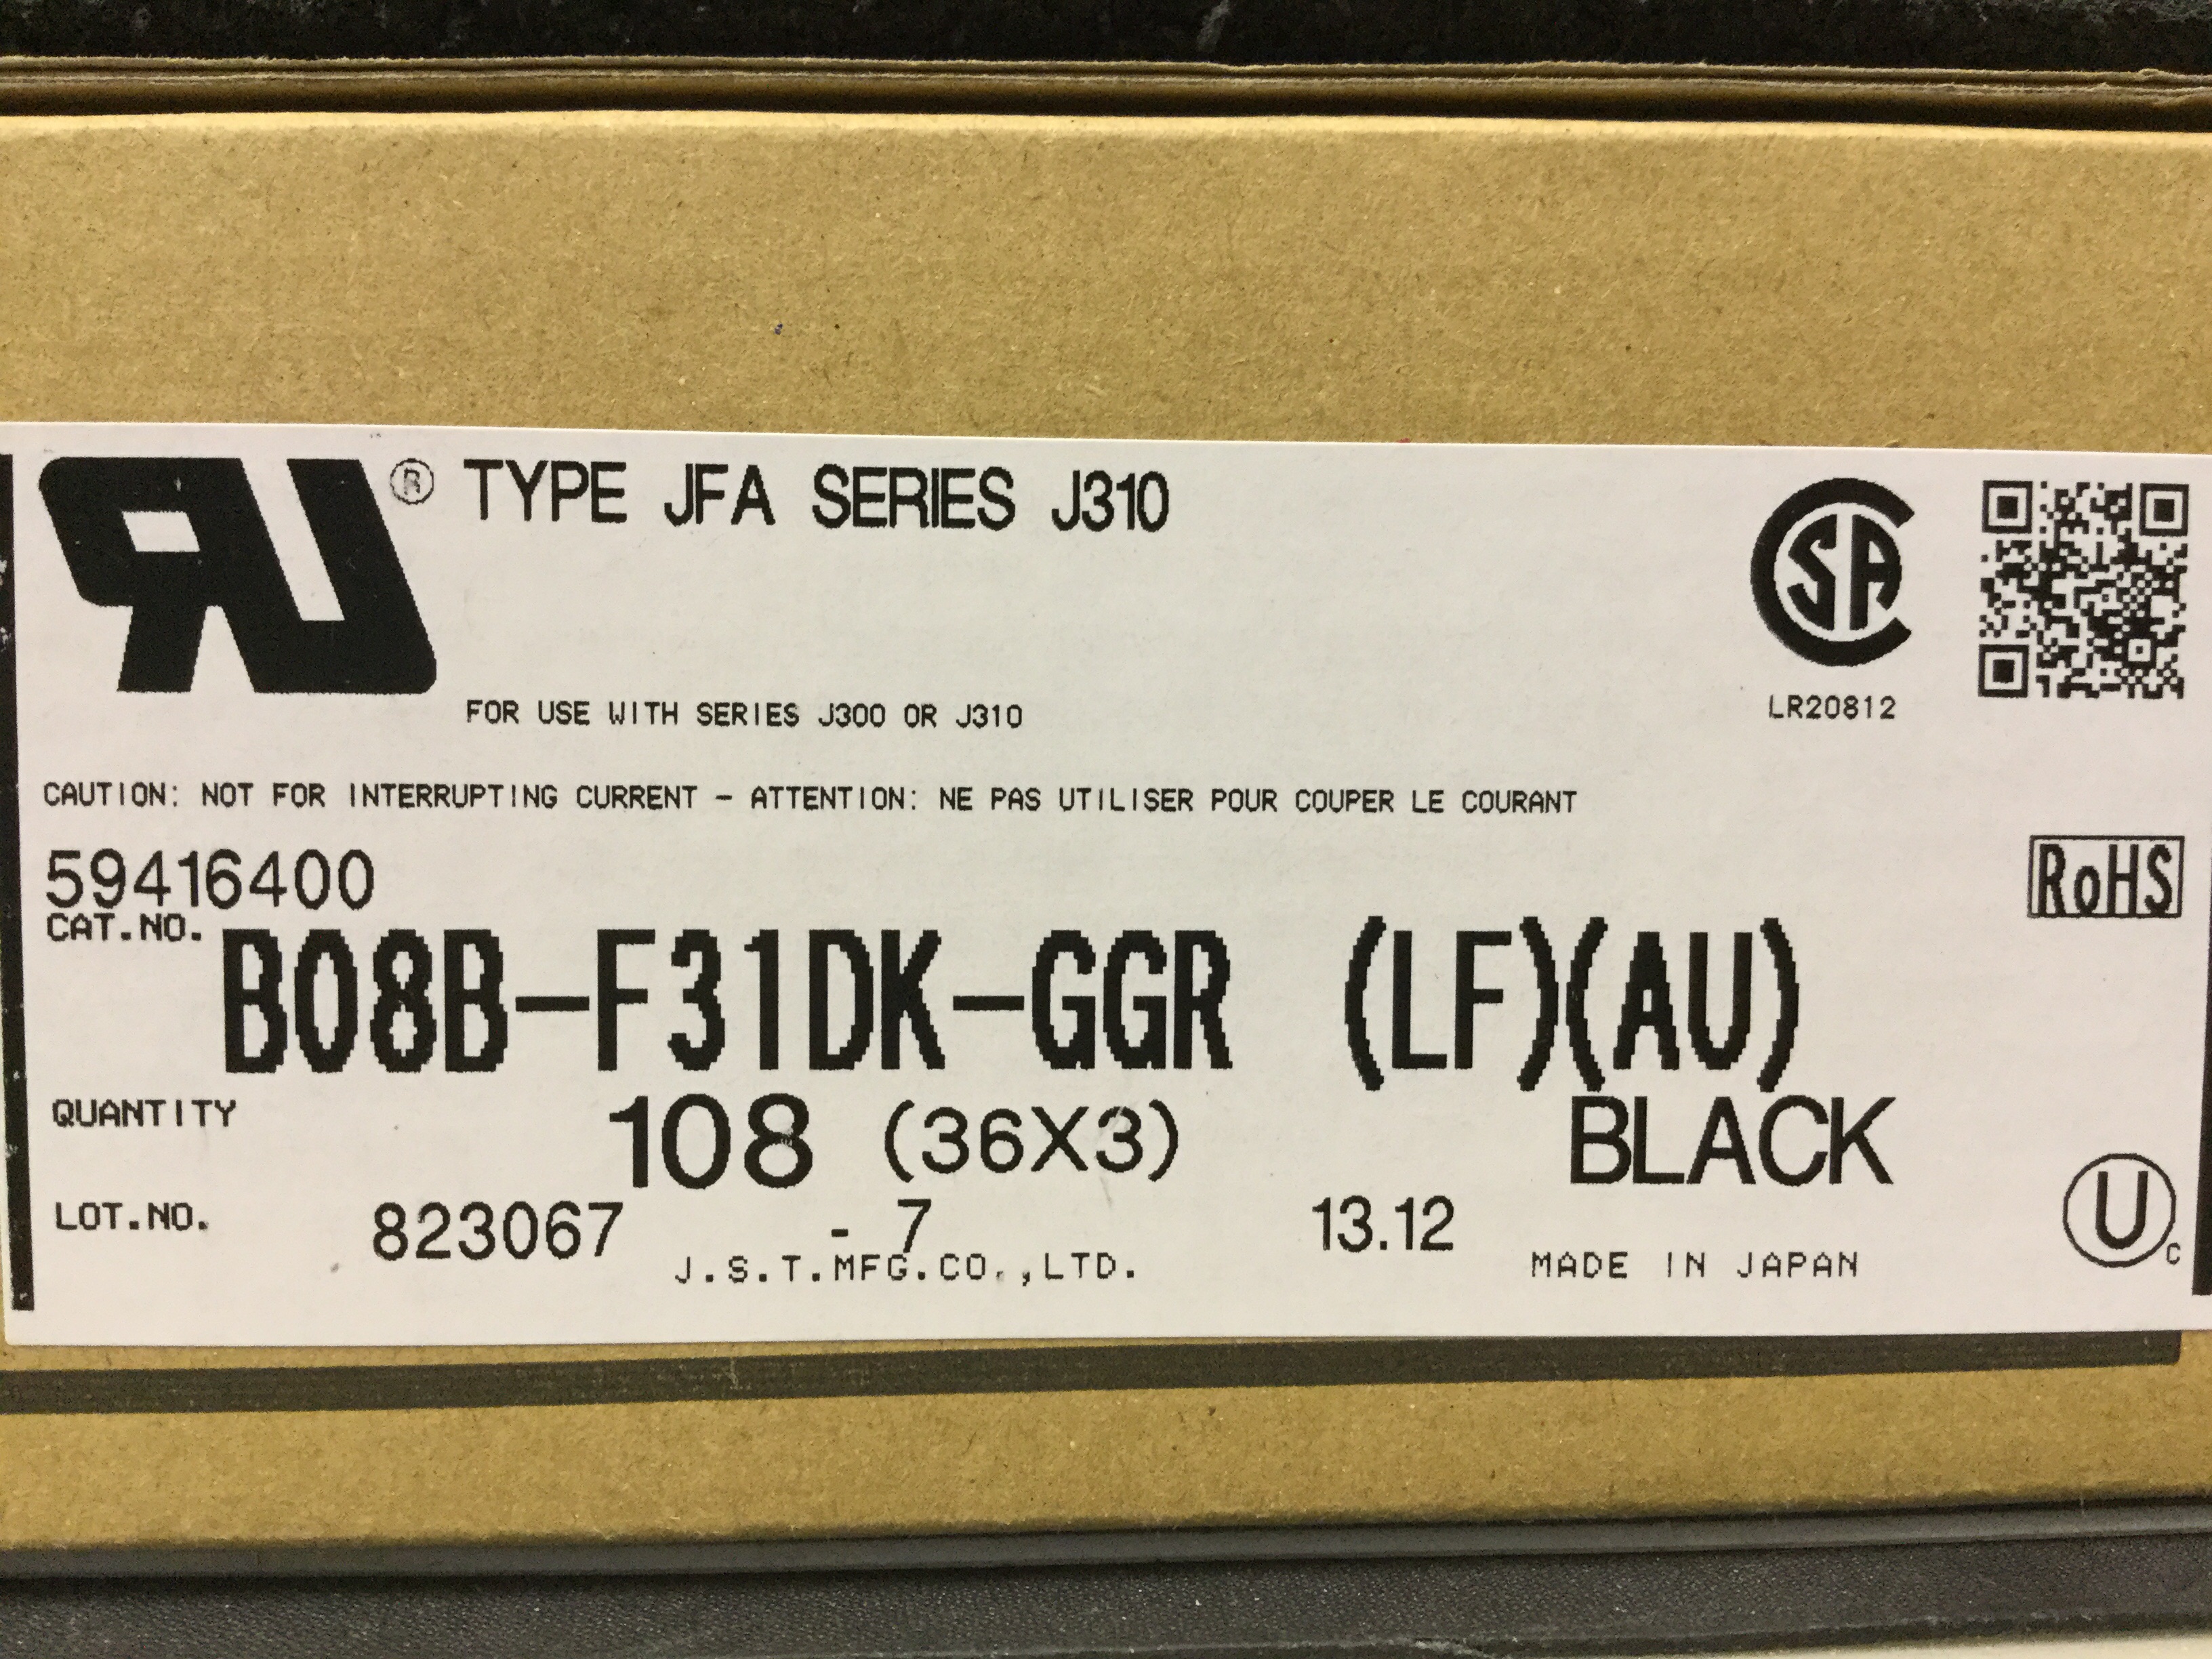 RU® TYPE JFA SERIES J310
CSA
FOR USE WITH SERIES J300 OR J310
LR20812
CAUTION: NOT FOR INTERRUPTING CURRENT - ATTENTION: NE PAS UTILISER POUR COUPER LE COURANT
59416400
RoHS
CAT.NO.
B08B-F31DK-GGR (LF)(AU)
QUANTITY 108 (36X3) BLACK
LOT.NO. 823067 - 7 13.12
U
C
J.S.T.MFG.CO.,LTD. MADE IN JAPAN